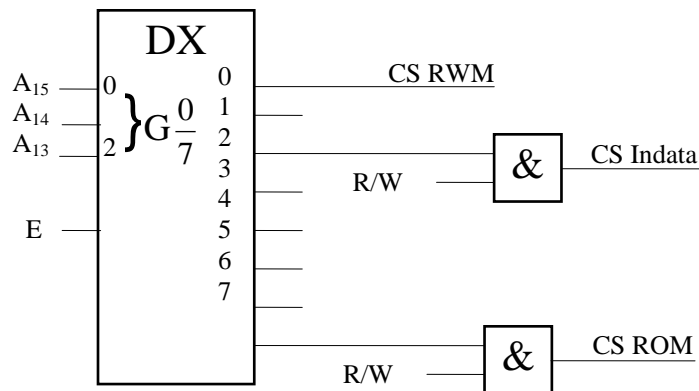 DX
0
CS RWM
A15
0
A14
1
} G 0/7
2
A13
2
CS Indata
&
3
R/W
4
E
5
6
7
CS ROM
&
R/W